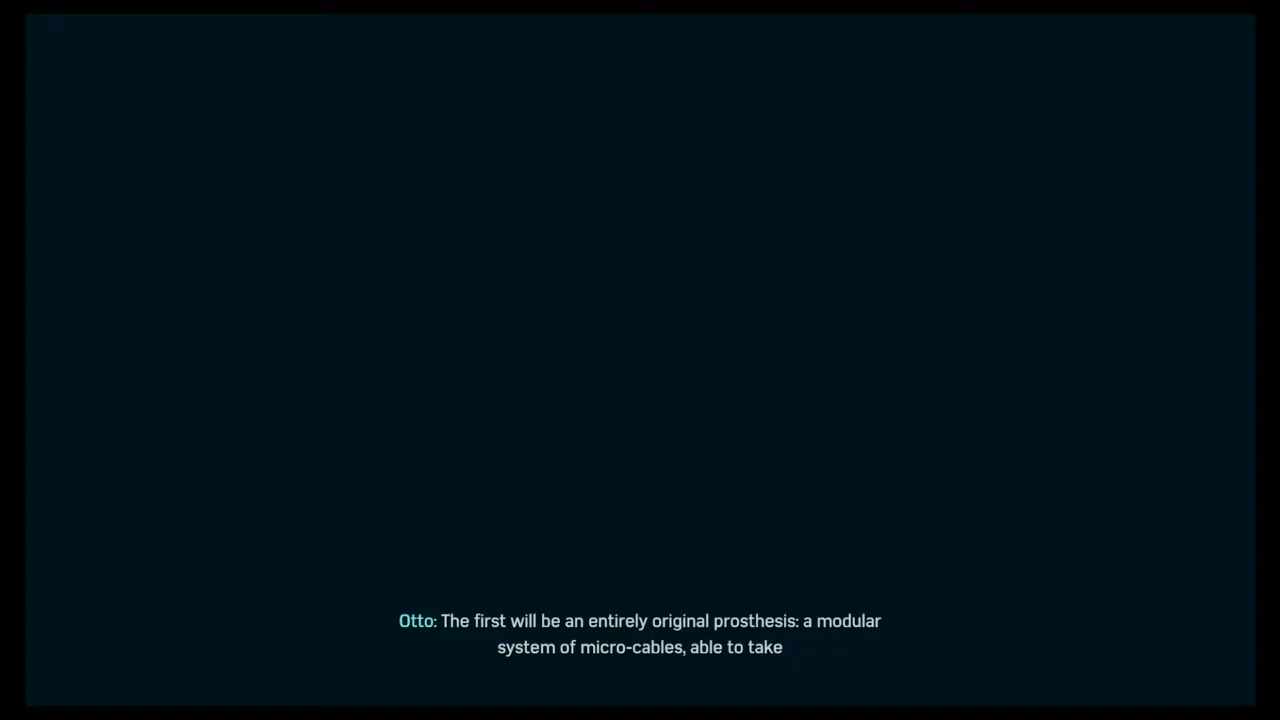 Otto: The first will be an entirely original prosthesis: a modular
system of micro-cables, able to take